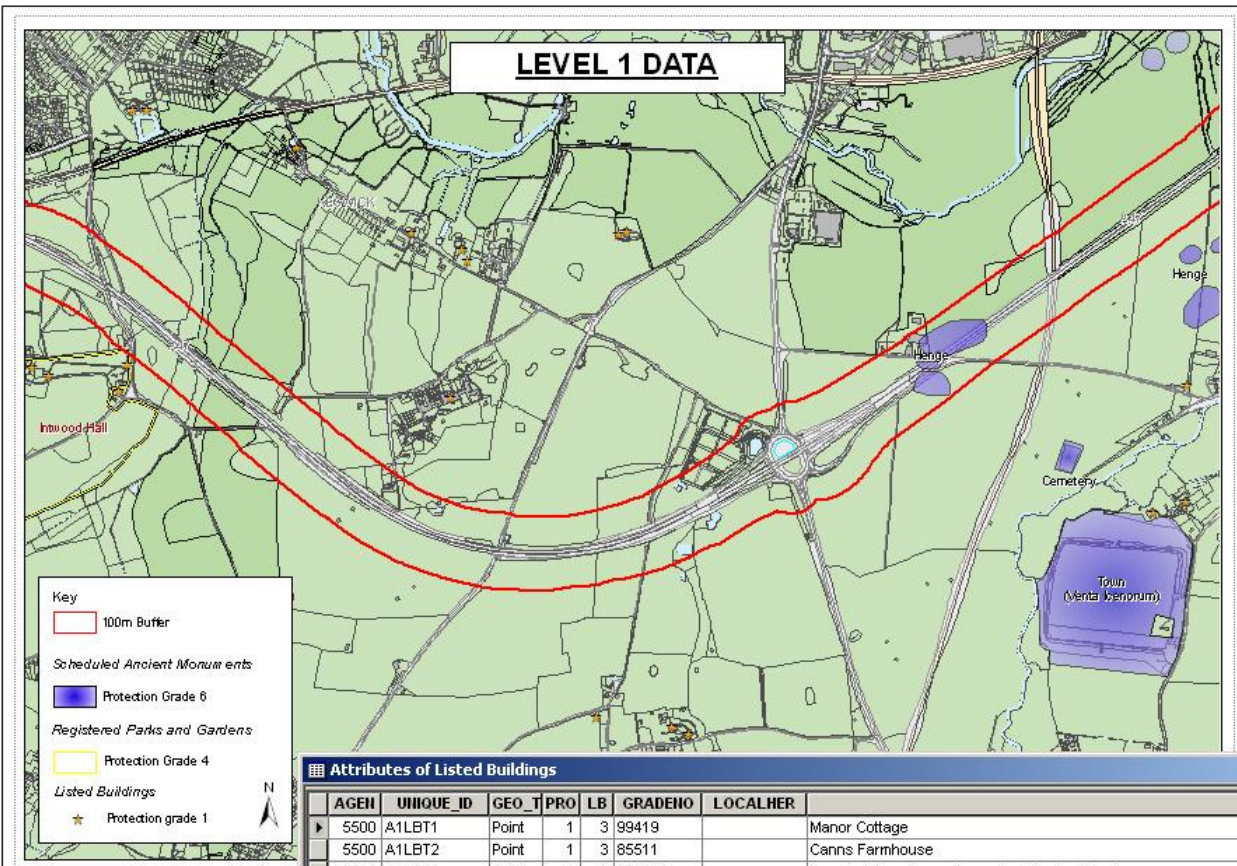 LEVEL 1 DATA
KESWICK
A47
Henge
Henge
Intwood Hall
Cemetery
Town
(Venta Icenorum)
Key
100m Buffer
Scheduled Ancient Monuments
Protection Grade 6
Registered Parks and Gardens
Protection Grade 4
Listed Buildings
Protection grade 1
N
Attributes of Listed Buildings
AGEN UNIQUE_ID GEO_T PRO LB GRADENO LOCALHER
5500 A1LBT1 Point 1 3 99419 Manor Cottage
5500 A1LBT2 Point 1 3 85511 Canns Farmhouse